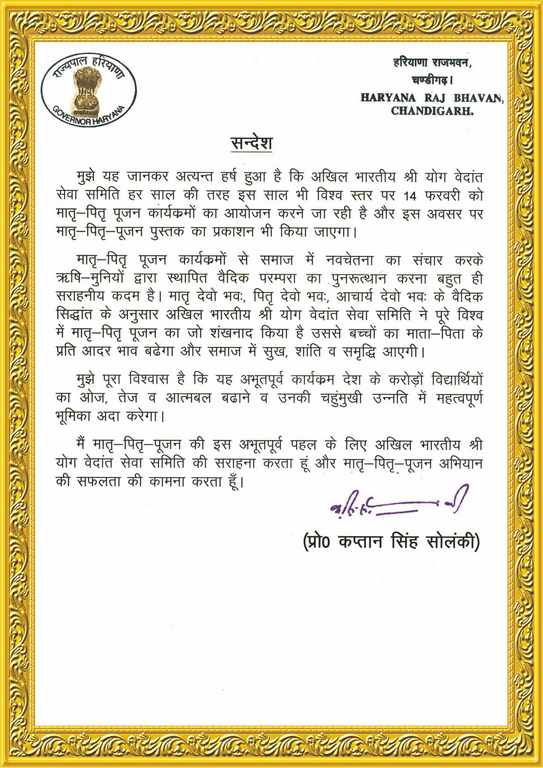 राज्यपाल हरियाणा
GOVERNOR HARYANA
हरियाणा राजभवन,
चण्डीगढ़।
HARYANA RAJ BHAVAN,
CHANDIGARH.
सन्देश
मुझे यह जानकर अत्यन्त हर्ष हुआ है कि अखिल भारतीय श्री योग वेदांत
सेवा समिति हर साल की तरह इस साल भी विश्व स्तर पर 14 फरवरी को
मातृ–पितृ पूजन कार्यक्रमों का आयोजन करने जा रही है और इस अवसर पर
मातृ–पितृ–पूजन पुस्तक का प्रकाशन भी किया जाएगा।
मातृ–पितृ पूजन कार्यक्रमों से समाज में नवचेतना का संचार करके
ऋषि-मुनियों द्वारा स्थापित वैदिक परम्परा का पुनरूत्थान करना बहुत ही
सराहनीय कदम है। मातृ देवो भवः, पितृ देवो भवः, आचार्य देवो भवः के वैदिक
सिद्धांत के अनुसार अखिल भारतीय श्री योग वेदांत सेवा समिति ने पूरे विश्व
में मातृ–पितृ पूजन का जो शंखनाद किया है उससे बच्चों का माता–पिता के
प्रति आदर भाव बढेगा और समाज में सुख, शांति व समृद्धि आएगी।
मुझे पूरा विश्वास है कि यह अभूतपूर्व कार्यक्रम देश के करोड़ों विद्यार्थियों
का ओज, तेज व आत्मबल बढाने व उनकी चहुंमुखी उन्नति में महत्वपूर्ण
भूमिका अदा करेगा।
मैं मातृ–पितृ–पूजन की इस अभूतपूर्व पहल के लिए अखिल भारतीय श्री
योग वेदांत सेवा समिति की सराहना करता हूं और मातृ–पितृ–पूजन अभियान
की सफलता की कामना करता हूँ।
(प्रो0 कप्तान सिंह सोलंकी)